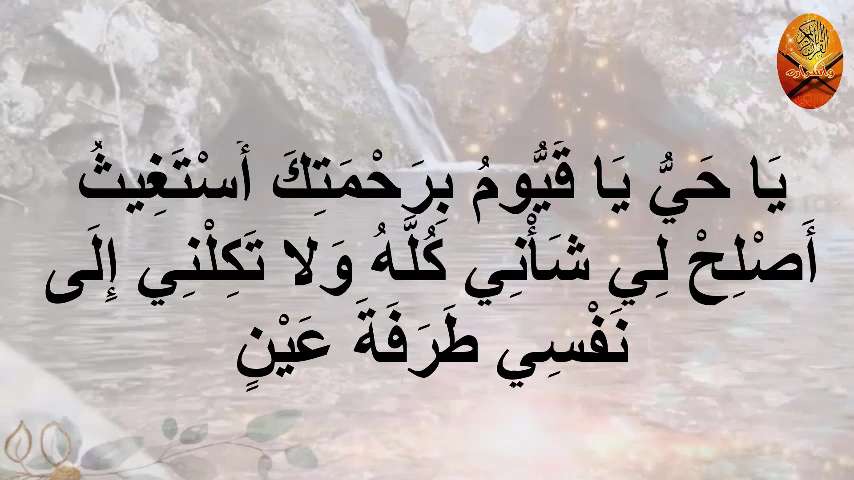 يَا حَيُّ يَا قَيُّومُ بِرَحْمَتِكَ أَسْتَغِيثُ
أَصْلِحْ لِي شَأْنِي كُلَّهُ وَلا تَكِلْنِي إِلَى
نَفْسِي طَرَفَةَ عَيْنٍ